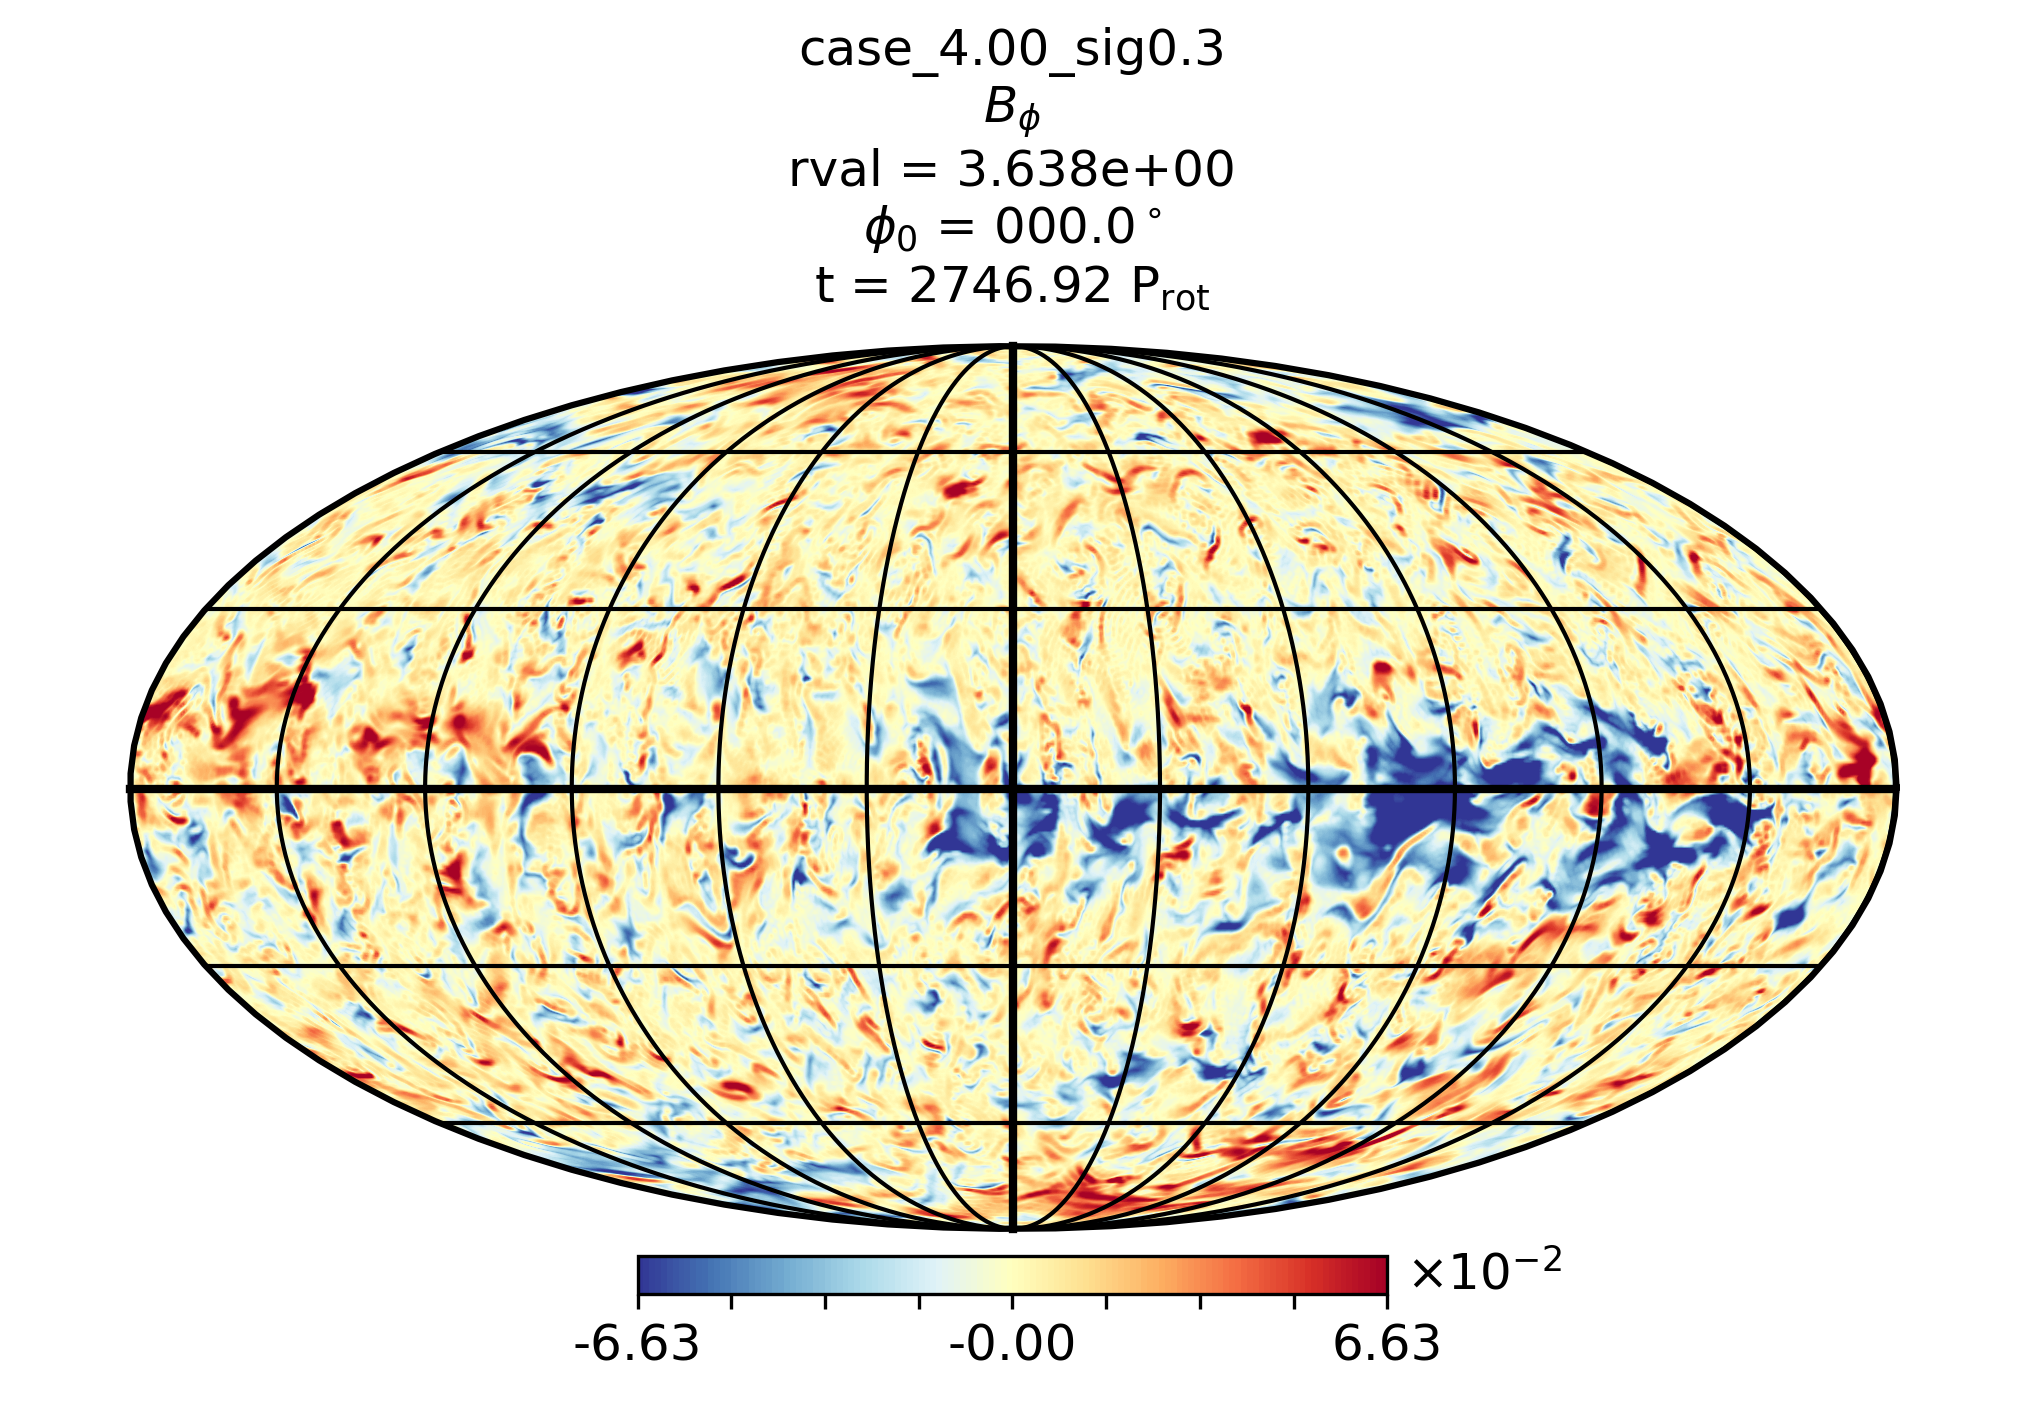 case_4.00_sig0.3
B_ϕ
rval = 3.638e+00
ϕ₀ = 000.0°
t = 2746.92 P_rot
×10⁻²
-6.63 -0.00 6.63